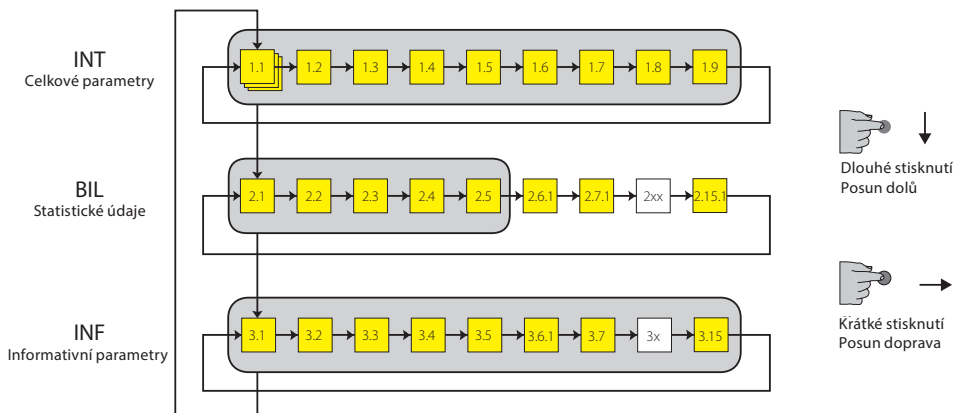 INT
Celkové parametry
1.1 1.2 1.3 1.4 1.5 1.6 1.7 1.8 1.9
Dlouhé stisknutí
Posun dolů
BIL
Statistické údaje
2.1 2.2 2.3 2.4 2.5 2.6.1 2.7.1 2xx 2.15.1
Krátké stisknutí
Posun doprava
INF
Informativní parametry
3.1 3.2 3.3 3.4 3.5 3.6.1 3.7 3x 3.15